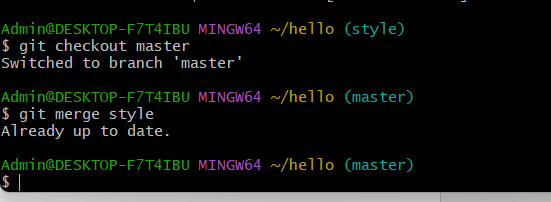 Admin@DESKTOP-F7T4IBU MINGW64 ~/hello (style)
$ git checkout master
Switched to branch 'master'
Admin@DESKTOP-F7T4IBU MINGW64 ~/hello (master)
$ git merge style
Already up to date.
Admin@DESKTOP-F7T4IBU MINGW64 ~/hello (master)
$